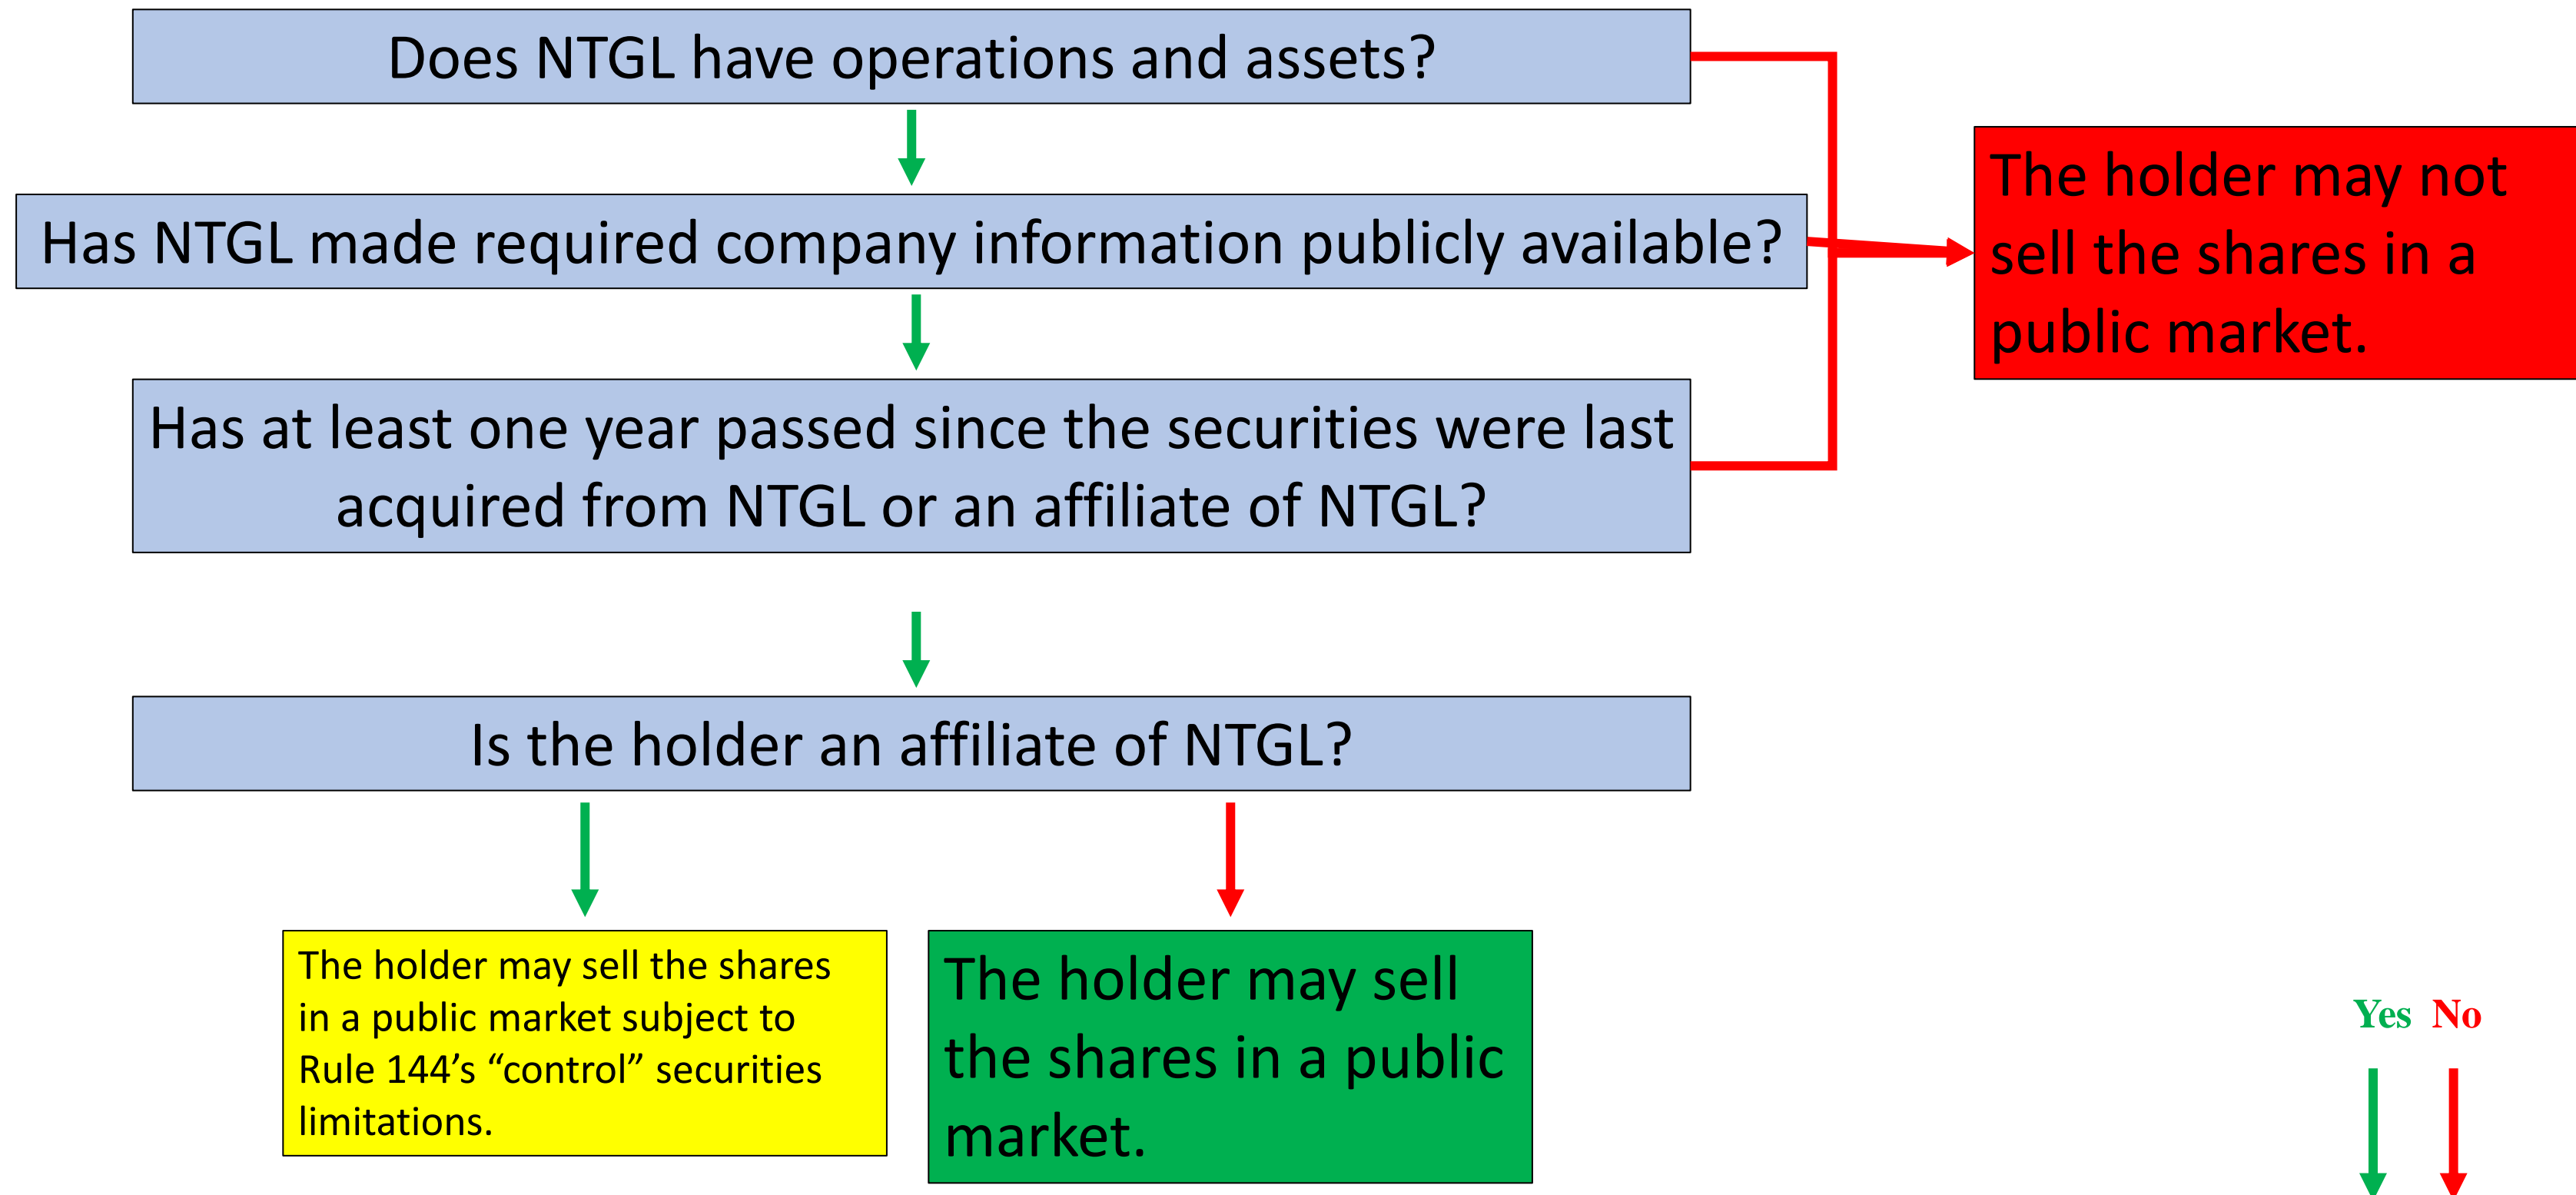 Does NTGL have operations and assets?
Has NTGL made required company information publicly available?
The holder may not
sell the shares in a
public market.
Has at least one year passed since the securities were last
acquired from NTGL or an affiliate of NTGL?
Is the holder an affiliate of NTGL?
The holder may sell the shares
in a public market subject to
Rule 144’s “control” securities
limitations.
The holder may sell
the shares in a public
market.
Yes No